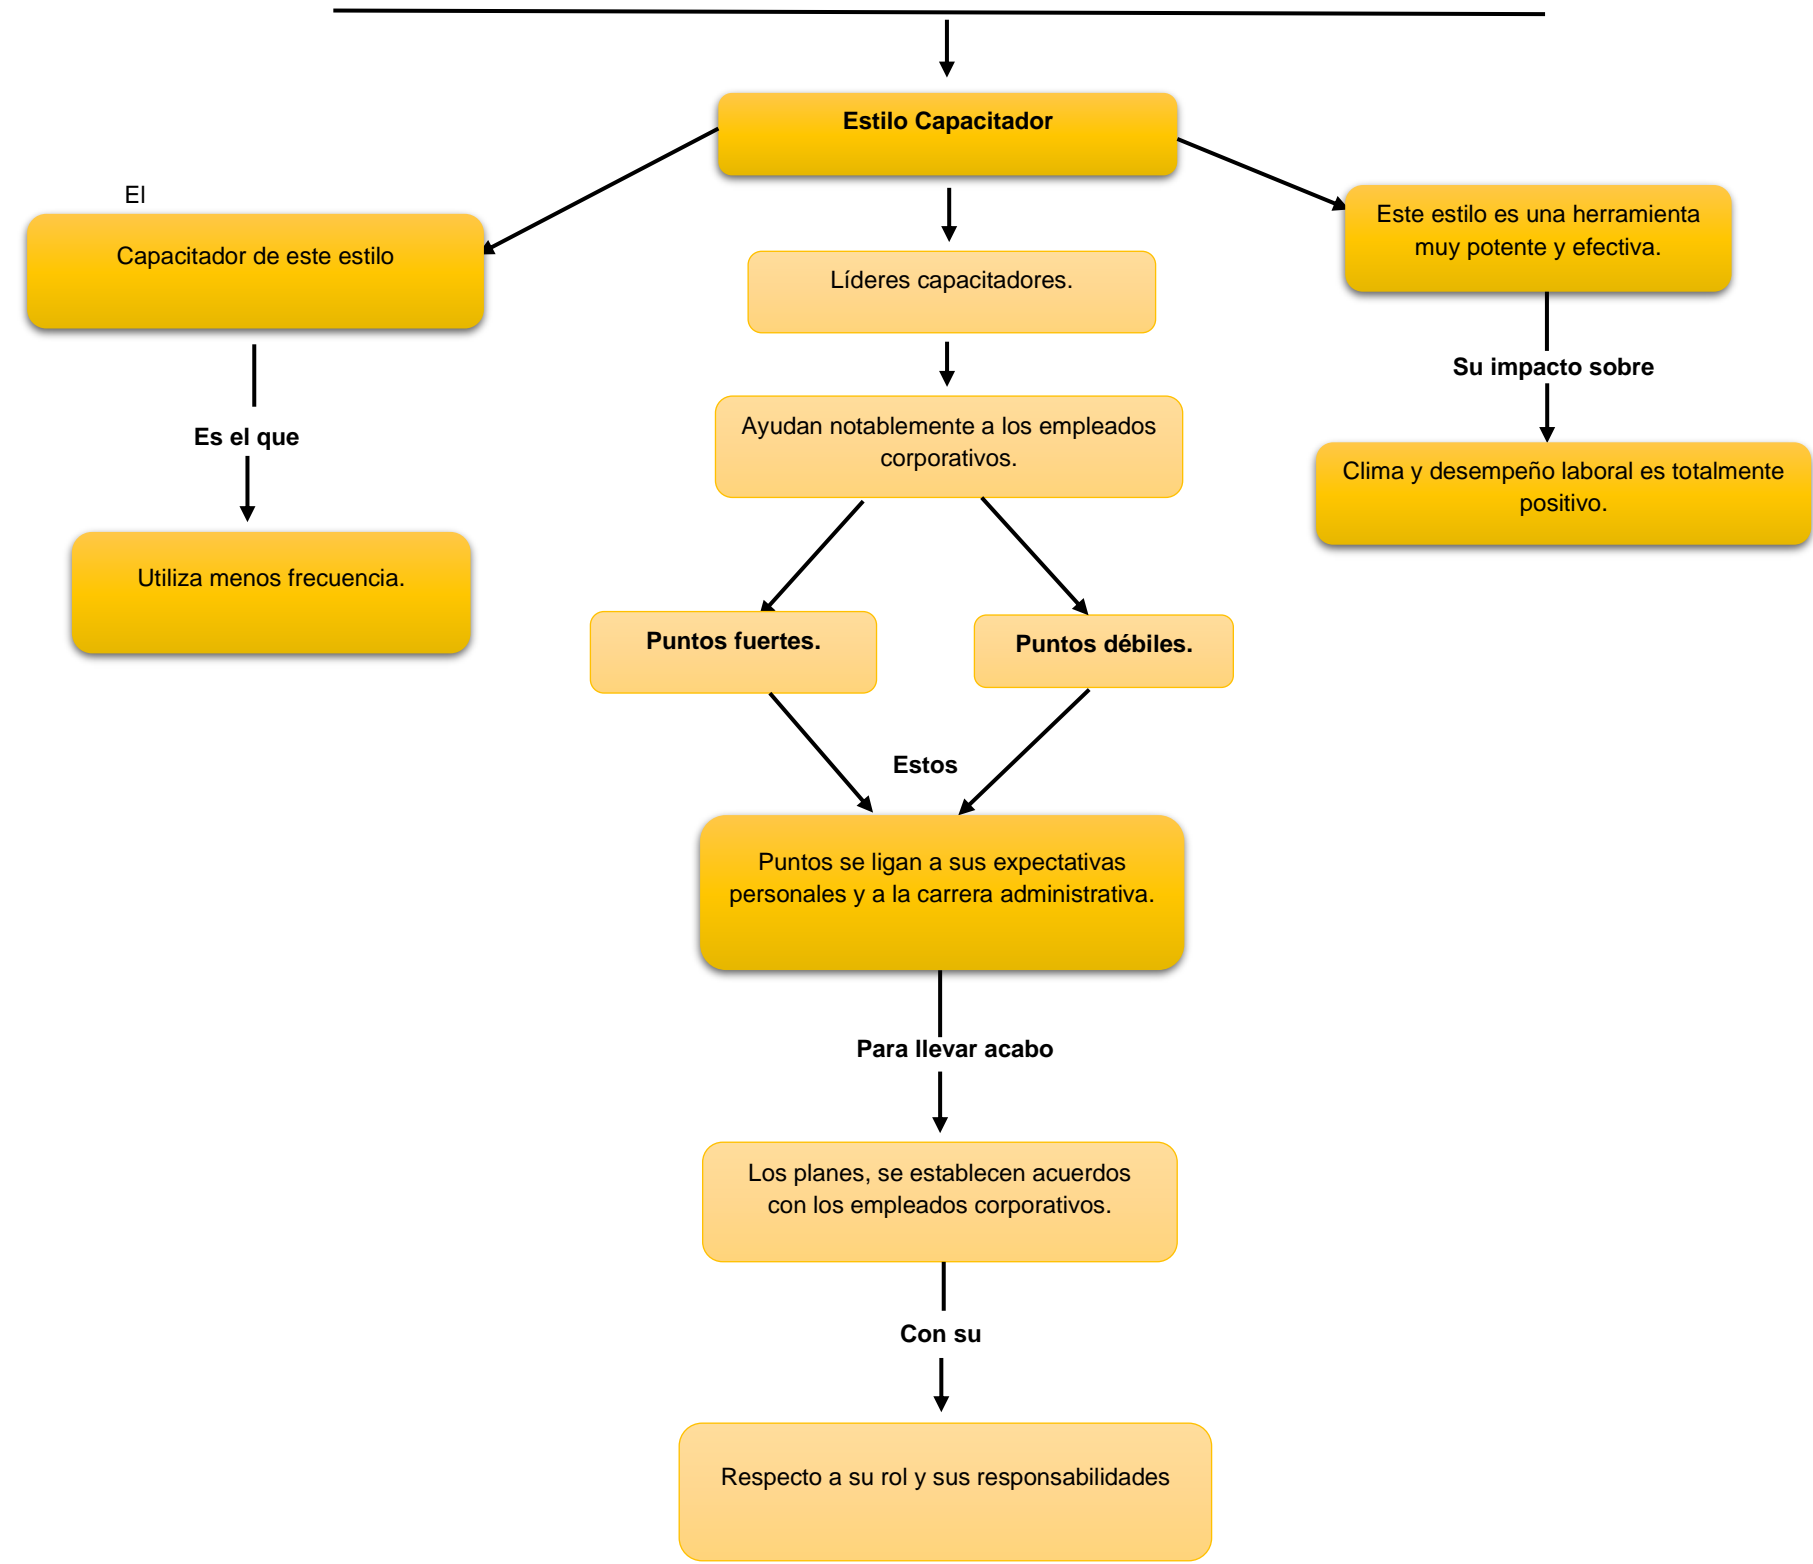 Estilo Capacitador
El
Capacitador de este estilo
Es el que
Utiliza menos frecuencia.
Líderes capacitadores.
Ayudan notablemente a los empleados
corporativos.
Puntos fuertes.
Puntos débiles.
Estos
Puntos se ligan a sus expectativas
personales y a la carrera administrativa.
Para llevar acabo
Los planes, se establecen acuerdos
con los empleados corporativos.
Con su
Respecto a su rol y sus responsabilidades
Este estilo es una herramienta
muy potente y efectiva.
Su impacto sobre
Clima y desempeño laboral es totalmente
positivo.